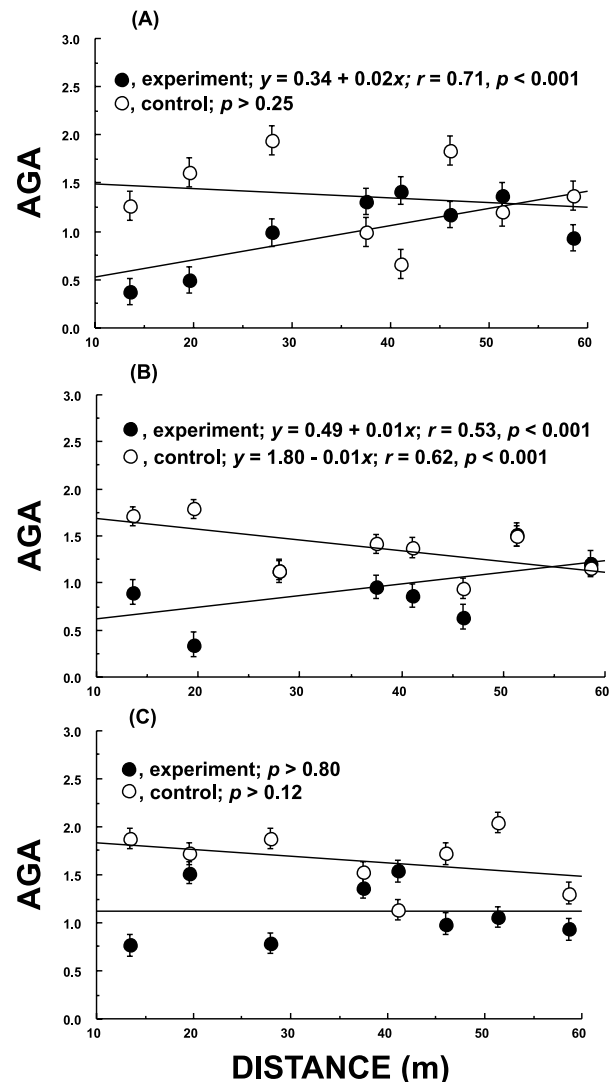 (A)
3.0
●, experiment; y = 0.34 + 0.02x; r = 0.71, p < 0.001
2.5
○, control; p > 0.25
2.0
1.5
1.0
0.5
0.0
AGA
10 20 30 40 50 60
(B)
3.0
●, experiment; y = 0.49 + 0.01x; r = 0.53, p < 0.001
2.5
○, control; y = 1.80 - 0.01x; r = 0.62, p < 0.001
2.0
1.5
1.0
0.5
0.0
AGA
10 20 30 40 50 60
(C)
3.0
●, experiment; p > 0.80
2.5
○, control; p > 0.12
2.0
1.5
1.0
0.5
0.0
AGA
10 20 30 40 50 60
DISTANCE (m)